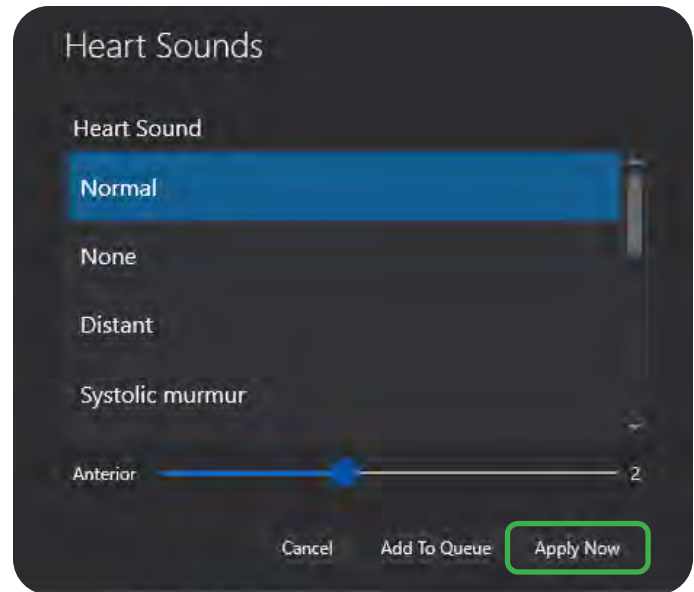 Heart Sounds
Heart Sound
Normal
None
Distant
Systolic murmur
Anterior 2
Cancel Add To Queue Apply Now